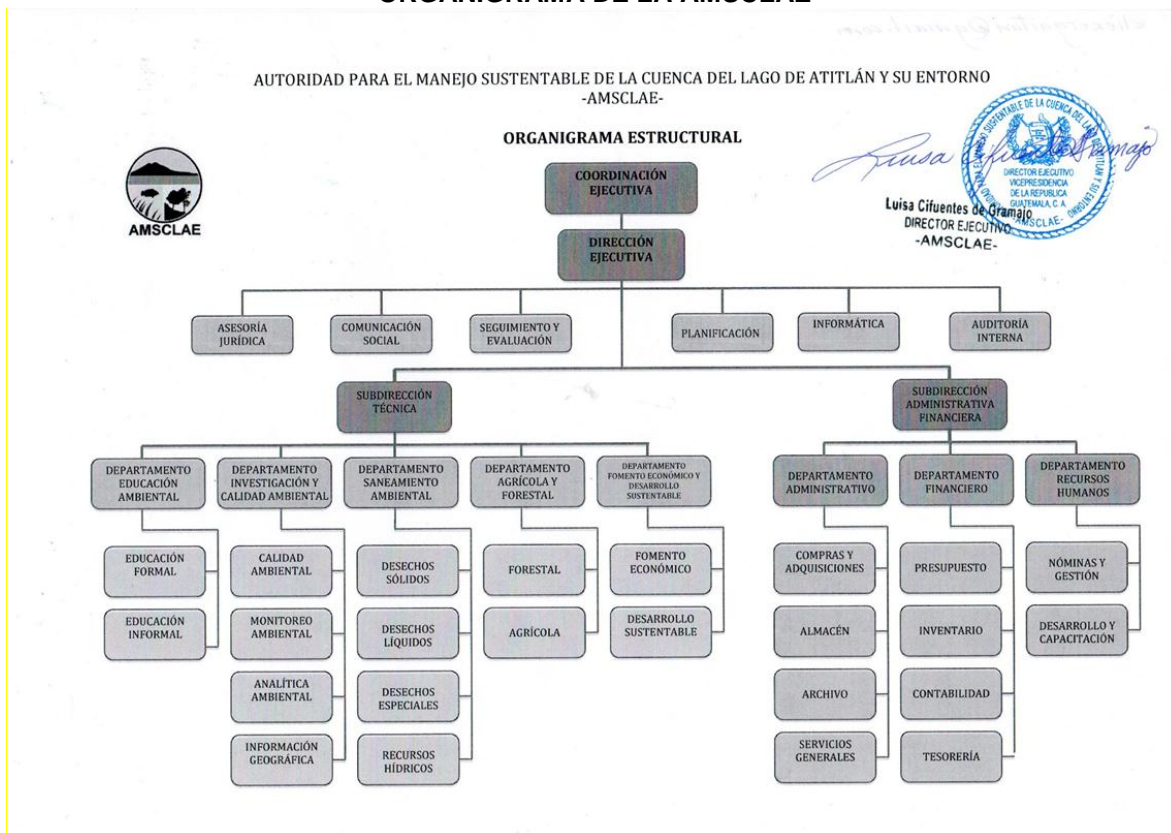 ORGANIGRAMA DE LA AMSCLAE
AUTORIDAD PARA EL MANEJO SUSTENTABLE DE LA CUENCA DEL LAGO DE ATITLÁN Y SU ENTORNO
-AMSCLAE-
ORGANIGRAMA ESTRUCTURAL
AMSCLAE
Luisa Cifuentes de Gramajo
DIRECTOR EJECUTIVO
-AMSCLAE-
DIRECTOR EJECUTIVO
VICEPRESIDENCIA
DE LA REPUBLICA
GUATEMALA, C. A.
COORDINACIÓN
EJECUTIVA
DIRECCIÓN
EJECUTIVA
ASESORÍA
JURÍDICA
COMUNICACIÓN
SOCIAL
SEGUIMIENTO Y
EVALUACIÓN
PLANIFICACIÓN
INFORMÁTICA
AUDITORÍA
INTERNA
SUBDIRECCIÓN
TÉCNICA
SUBDIRECCIÓN
ADMINISTRATIVA
FINANCIERA
DEPARTAMENTO
EDUCACIÓN
AMBIENTAL
DEPARTAMENTO
INVESTIGACIÓN Y
CALIDAD AMBIENTAL
DEPARTAMENTO
SANEAMIENTO
AMBIENTAL
DEPARTAMENTO
AGRÍCOLA Y
FORESTAL
DEPARTAMENTO
FOMENTO ECONÓMICO Y
DESARROLLO
SUSTENTABLE
DEPARTAMENTO
ADMINISTRATIVO
DEPARTAMENTO
FINANCIERO
DEPARTAMENTO
RECURSOS
HUMANOS
EDUCACIÓN
FORMAL
EDUCACIÓN
INFORMAL
CALIDAD
AMBIENTAL
MONITOREO
AMBIENTAL
ANALÍTICA
AMBIENTAL
INFORMACIÓN
GEOGRÁFICA
DESECHOS
SÓLIDOS
DESECHOS
LÍQUIDOS
DESECHOS
ESPECIALES
RECURSOS
HÍDRICOS
FORESTAL
AGRÍCOLA
FOMENTO
ECONÓMICO
DESARROLLO
SUSTENTABLE
COMPRAS Y
ADQUISICIONES
ALMACÉN
ARCHIVO
SERVICIOS
GENERALES
PRESUPUESTO
INVENTARIO
CONTABILIDAD
TESORERÍA
NÓMINAS Y
GESTIÓN
DESARROLLO Y
CAPACITACIÓN